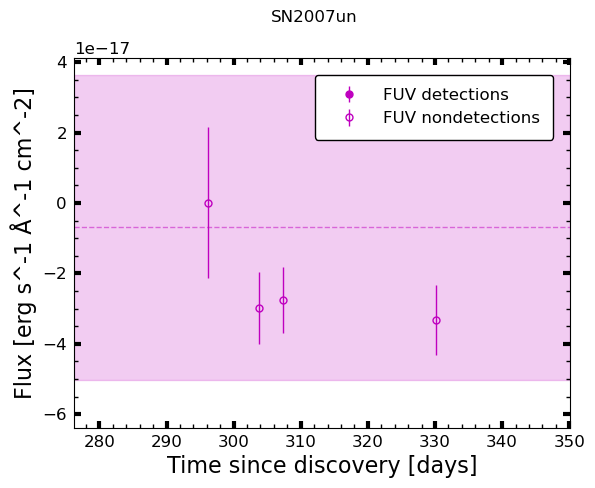 SN2007un
1e−17
4
2
0
−2
−4
−6
Flux [erg s^-1 Å^-1 cm^-2]
FUV detections
FUV nondetections
280 290 300 310 320 330 340 350
Time since discovery [days]